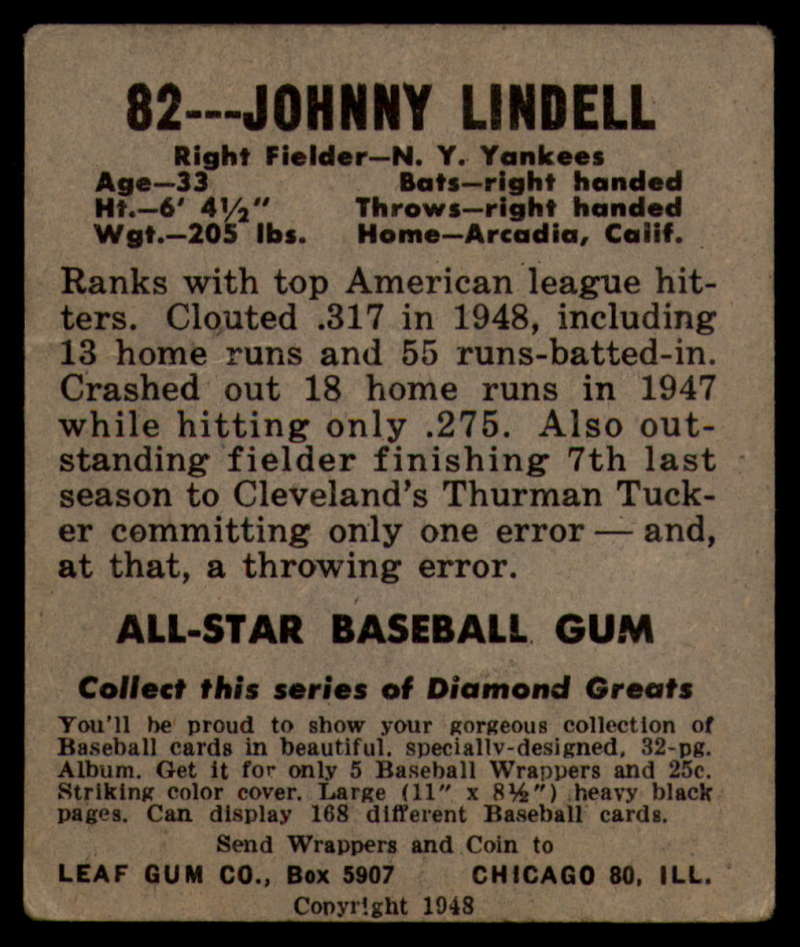 82---JOHNNY LINDELL
Right Fielder—N. Y. Yankees
Age—33 Bats—right handed
Ht.—6' 4½" Throws—right handed
Wgt.—205 lbs. Home—Arcadia, Calif.
Ranks with top American league hit-
ters. Clouted .317 in 1948, including
13 home runs and 55 runs-batted-in.
Crashed out 18 home runs in 1947
while hitting only .275. Also out-
standing fielder finishing 7th last
season to Cleveland's Thurman Tuck-
er committing only one error — and,
at that, a throwing error.
ALL-STAR BASEBALL GUM
Collect this series of Diamond Greats
You'll be proud to show your gorgeous collection of
Baseball cards in beautiful, specially-designed, 32-pg.
Album. Get it for only 5 Baseball Wrappers and 25c.
Striking color cover. Large (11" x 8½") heavy black
pages. Can display 168 different Baseball cards.
Send Wrappers and Coin to
LEAF GUM CO., Box 5907 CHICAGO 80, ILL.
Copyright 1948